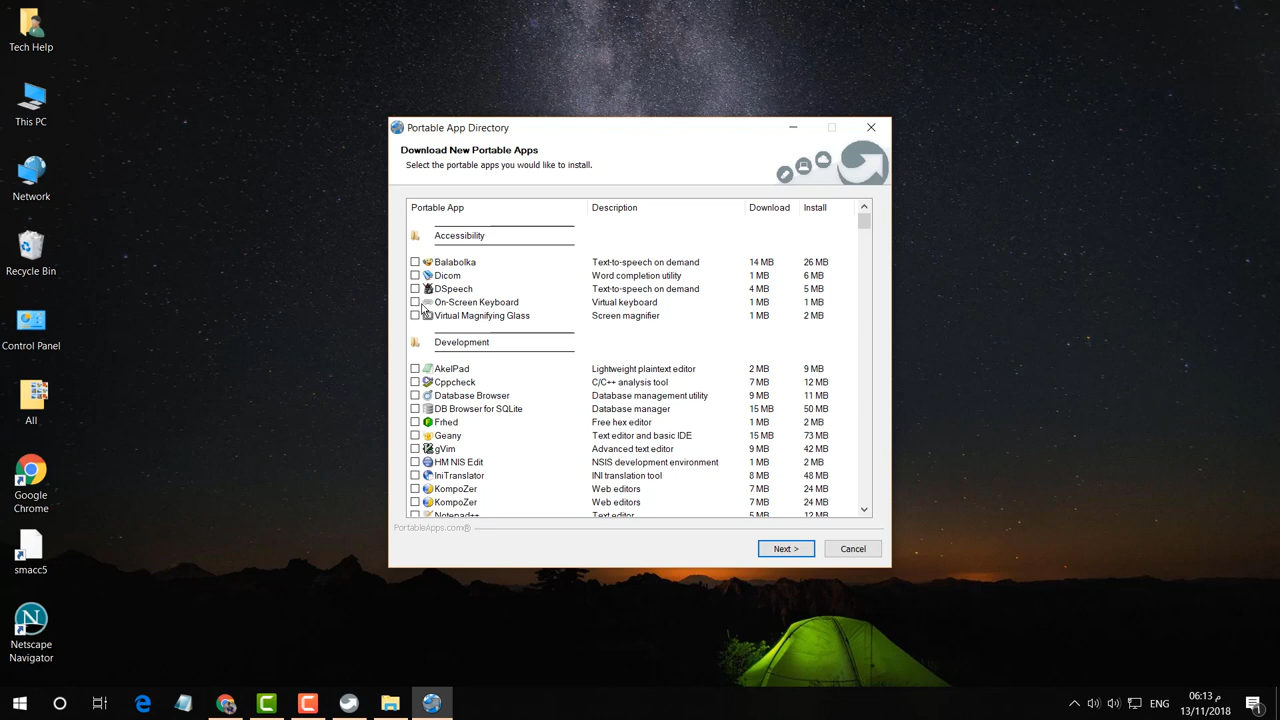 Tech Help
This PC
Network
Recycle Bin
Control Panel
All
Google
Chrome
smacc5
Netscape
Navigator
Portable App Directory
Download New Portable Apps
Select the portable apps you would like to install.
Portable App Description Download Install
Accessibility
Balabolka Text-to-speech on demand 14 MB 26 MB
Dicom Word completion utility 1 MB 6 MB
DSpeech Text-to-speech on demand 4 MB 5 MB
On-Screen Keyboard Virtual keyboard 1 MB 1 MB
Virtual Magnifying Glass Screen magnifier 1 MB 2 MB
Development
AkelPad Lightweight plaintext editor 2 MB 9 MB
Cppcheck C/C++ analysis tool 7 MB 12 MB
Database Browser Database management utility 9 MB 11 MB
DB Browser for SQLite Database manager 15 MB 50 MB
Frhed Free hex editor 1 MB 2 MB
Geany Text editor and basic IDE 15 MB 73 MB
gVim Advanced text editor 9 MB 42 MB
HM NIS Edit NSIS development environment 1 MB 2 MB
IniTranslator INI translation tool 8 MB 48 MB
KompoZer Web editors 7 MB 24 MB
KompoZer Web editors 7 MB 24 MB
Notepad++ Text editor 5 MB 12 MB
PortableApps.com®
Next >
Cancel
ENG
06:13 م
13/11/2018
1